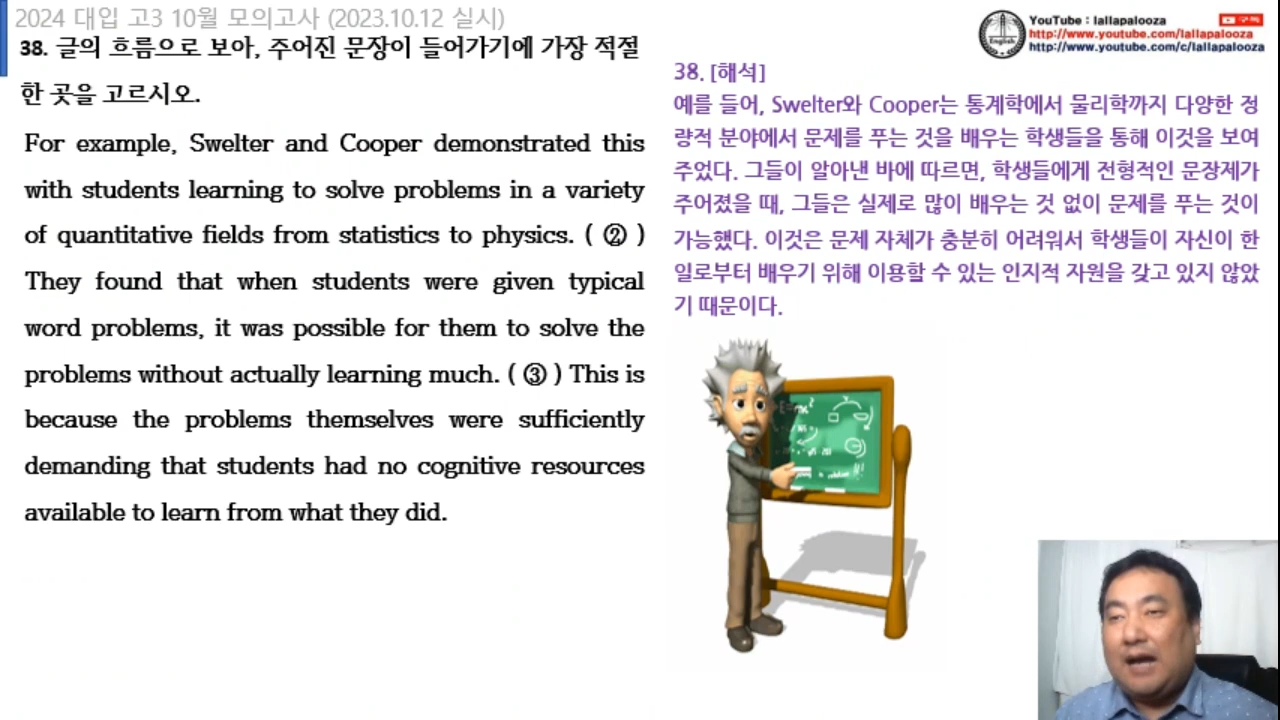 2024 대입 고3 10월 모의고사 (2023.10.12 실시)
38. 글의 흐름으로 보아, 주어진 문장이 들어가기에 가장 적절
한 곳을 고르시오.
For example, Swelter and Cooper demonstrated this
with students learning to solve problems in a variety
of quantitative fields from statistics to physics. ( ② )
They found that when students were given typical
word problems, it was possible for them to solve the
problems without actually learning much. ( ③ ) This is
because the problems themselves were sufficiently
demanding that students had no cognitive resources
available to learn from what they did.
YouTube : lallapalooza
구독
http://www.youtube.com/lallapalooza
http://www.youtube.com/c/lallapalooza
English
38. [해석]
예를 들어, Swelter와 Cooper는 통계학에서 물리학까지 다양한 정
량적 분야에서 문제를 푸는 것을 배우는 학생들을 통해 이것을 보여
주었다. 그들이 알아낸 바에 따르면, 학생들에게 전형적인 문장제가
주어졌을 때, 그들은 실제로 많이 배우는 것 없이 문제를 푸는 것이
가능했다. 이것은 문제 자체가 충분히 어려워서 학생들이 자신이 한
일로부터 배우기 위해 이용할 수 있는 인지적 자원을 갖고 있지 않았
기 때문이다.